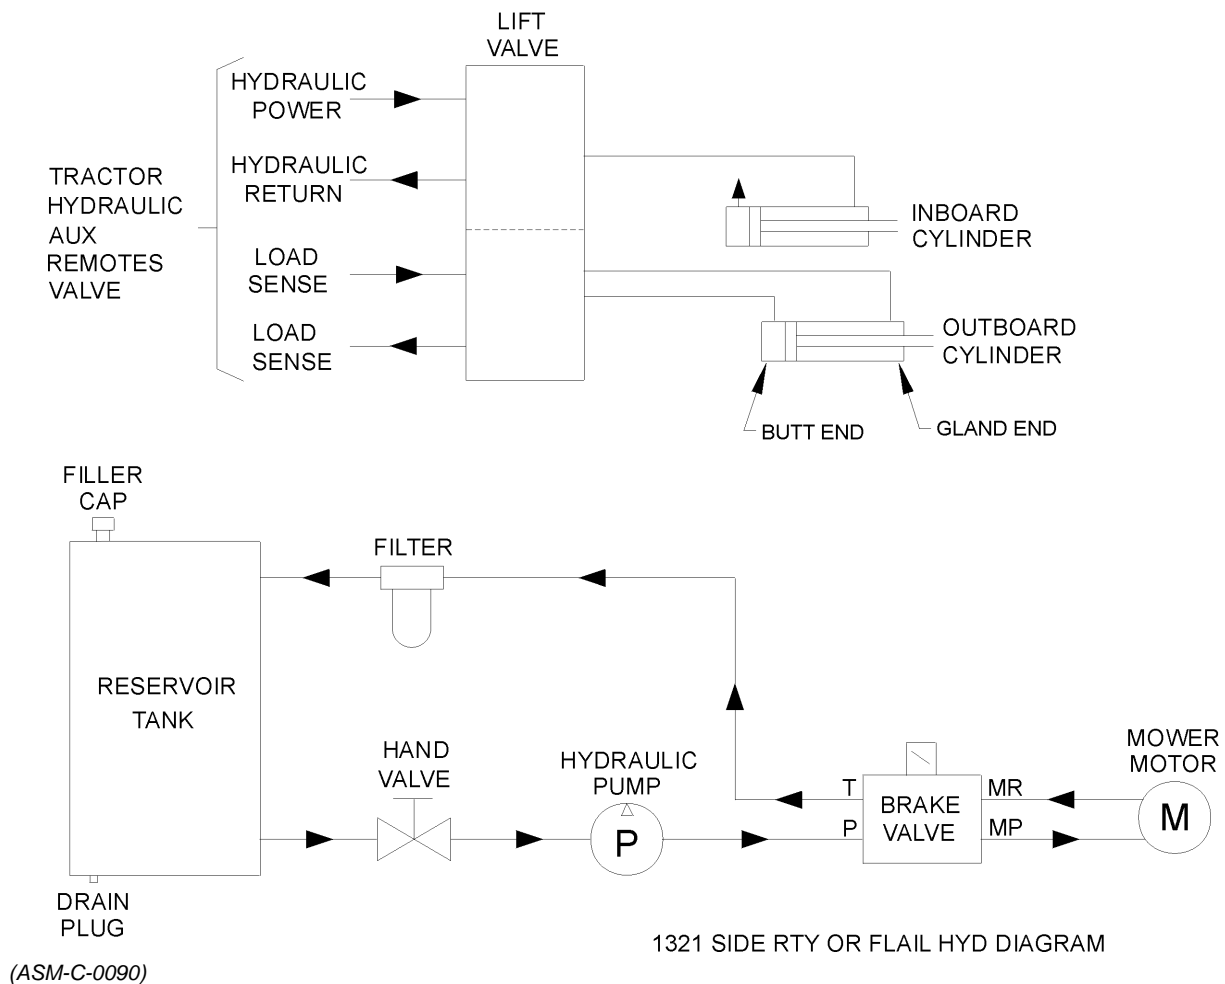 LIFT
VALVE
TRACTOR
HYDRAULIC
AUX
REMOTES
VALVE
HYDRAULIC
POWER
HYDRAULIC
RETURN
LOAD
SENSE
LOAD
SENSE
INBOARD
CYLINDER
OUTBOARD
CYLINDER
BUTT END
GLAND END
FILLER
CAP
FILTER
RESERVOIR
TANK
HAND
VALVE
HYDRAULIC
PUMP
P
T
P
BRAKE
VALVE
MR
MP
MOWER
MOTOR
M
DRAIN
PLUG
1321 SIDE RTY OR FLAIL HYD DIAGRAM
(ASM-C-0090)